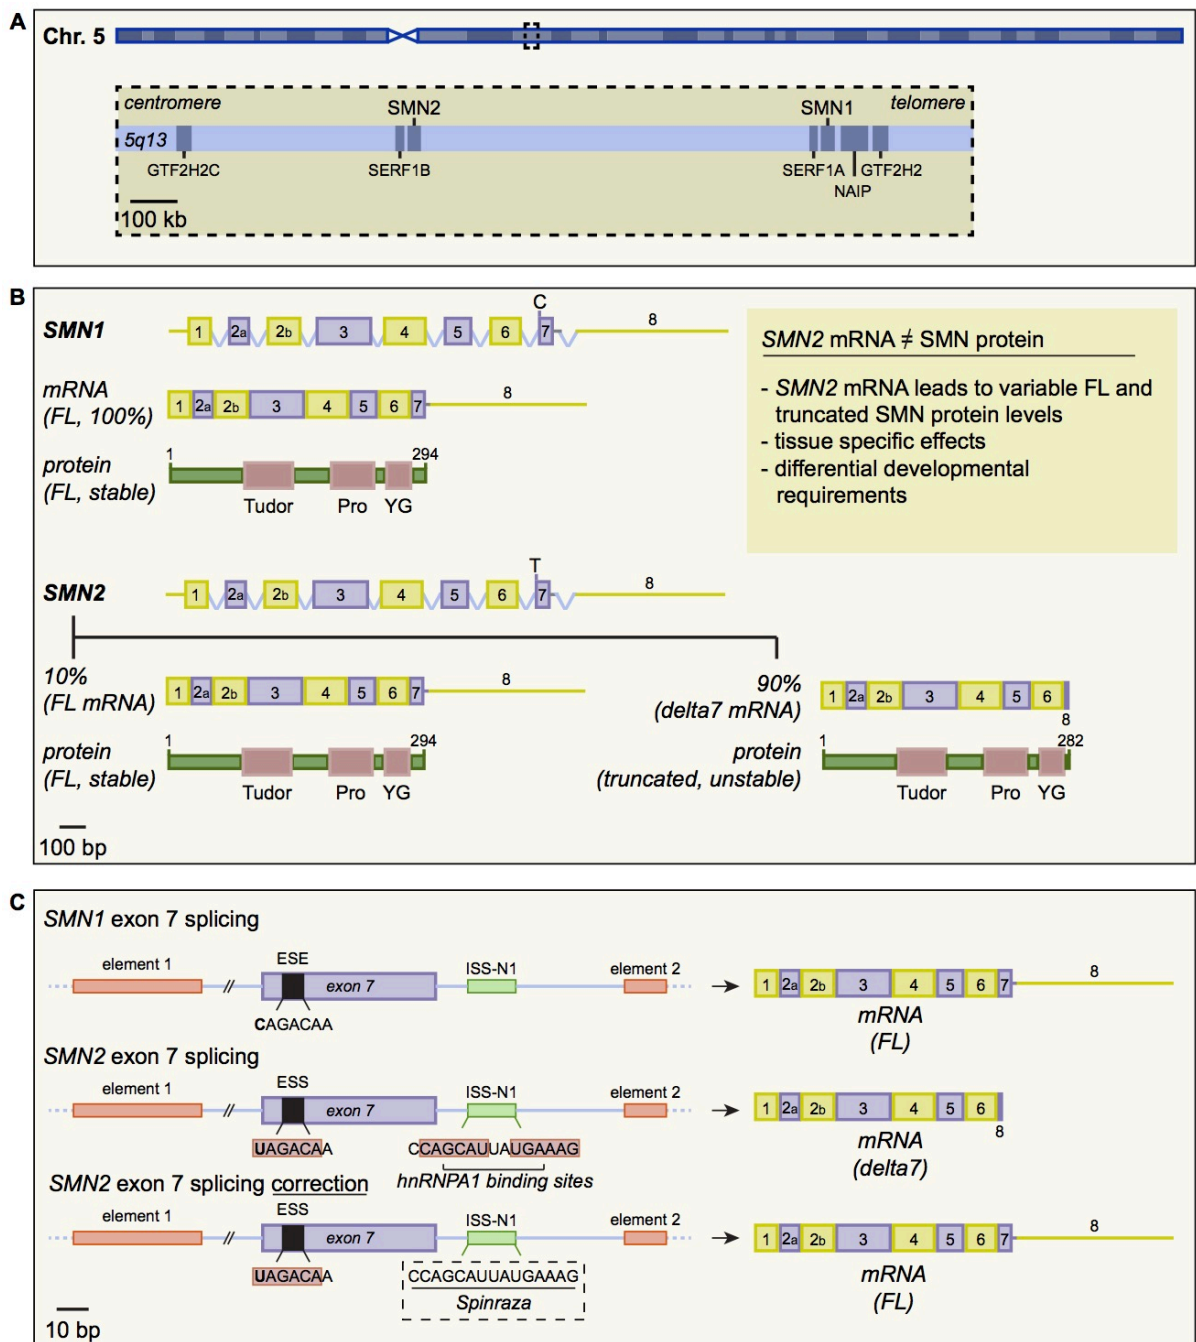 A
Chr. 5
centromere
SMN2
SMN1
telomere
5q13
GTF2H2C
SERF1B
SERF1A
GTF2H2
NAIP
100 kb
B
C
SMN1
1 2a 2b 3 4 5 6 7 8
mRNA
(FL, 100%)
1 2a 2b 3 4 5 6 7 8
protein
(FL, stable)
1 294
Tudor Pro YG
SMN2 mRNA ≠ SMN protein
- SMN2 mRNA leads to variable FL and
truncated SMN protein levels
- tissue specific effects
- differential developmental
requirements
T
SMN2
1 2a 2b 3 4 5 6 7 8
10%
(FL mRNA)
1 2a 2b 3 4 5 6 7 8
protein
(FL, stable)
1 294
Tudor Pro YG
90%
(delta7 mRNA)
1 2a 2b 3 4 5 6
8
protein
(truncated, unstable)
1 282
Tudor Pro YG
100 bp
C
SMN1 exon 7 splicing
element 1
ESE
exon 7
ISS-N1
element 2
CAGACAA
1 2a 2b 3 4 5 6 7 8
mRNA
(FL)
SMN2 exon 7 splicing
element 1
ESS
exon 7
ISS-N1
element 2
UAGACAA
CCAGCAUUAUGAAAG
hnRNPA1 binding sites
1 2a 2b 3 4 5 6
8
mRNA
(delta7)
SMN2 exon 7 splicing correction
element 1
ESS
exon 7
ISS-N1
element 2
UAGACAA
CCAGCAUUAUGAAAG
Spinraza
1 2a 2b 3 4 5 6 7 8
mRNA
(FL)
10 bp